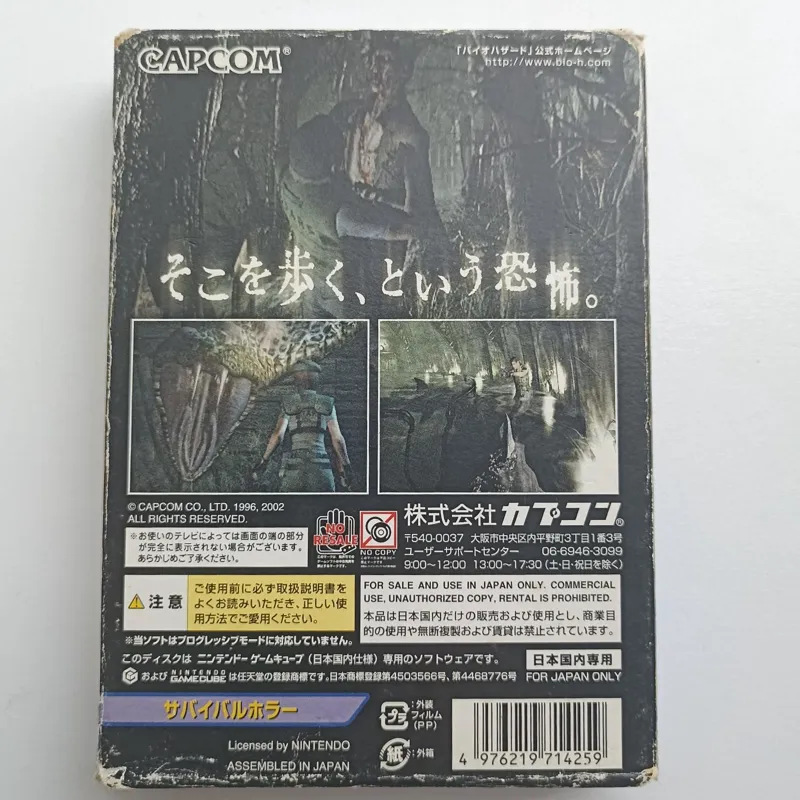 CAPCOM®
「バイオハザード」公式ホームページ
http://www.bio-h.com
そこを歩く、という恐怖。
© CAPCOM CO., LTD. 1996, 2002
ALL RIGHTS RESERVED.
※お使いのテレビによっては画面の端の部分
が完全に表示されない場合がございます。
あらかじめご了承ください。
NO
RESALE
NO COPY
株式会社 カプコン®
〒540-0037 大阪市中央区内平野町3丁目1番3号
ユーザーサポートセンター 06-6946-3099
9:00~12:00 13:00~17:30 (土・日・祝日を除く)
注意
ご使用前に必ず取扱説明書を
よくお読みいただき、正しい使
用方法でご愛用ください。
※当ソフトはプログレッシブモードに対応していません。
FOR SALE AND USE IN JAPAN ONLY. COMMERCIAL
USE, UNAUTHORIZED COPY, RENTAL IS PROHIBITED.
本品は日本国内だけの販売および使用とし、商業目
的の使用や無断複製および賃貸は禁止されています。
このディスクは ニンテンドー ゲームキューブ (日本国内仕様) 専用のソフトウェアです。
および NINTENDO GAMECUBE は任天堂の登録商標です。日本商標登録第4503566号、第4468776号
日本国内専用
FOR JAPAN ONLY
サバイバルホラー
Licensed by NINTENDO
ASSEMBLED IN JAPAN
プラ
:外装
フィルム
(PP)
紙
:外箱
4 976219 714259